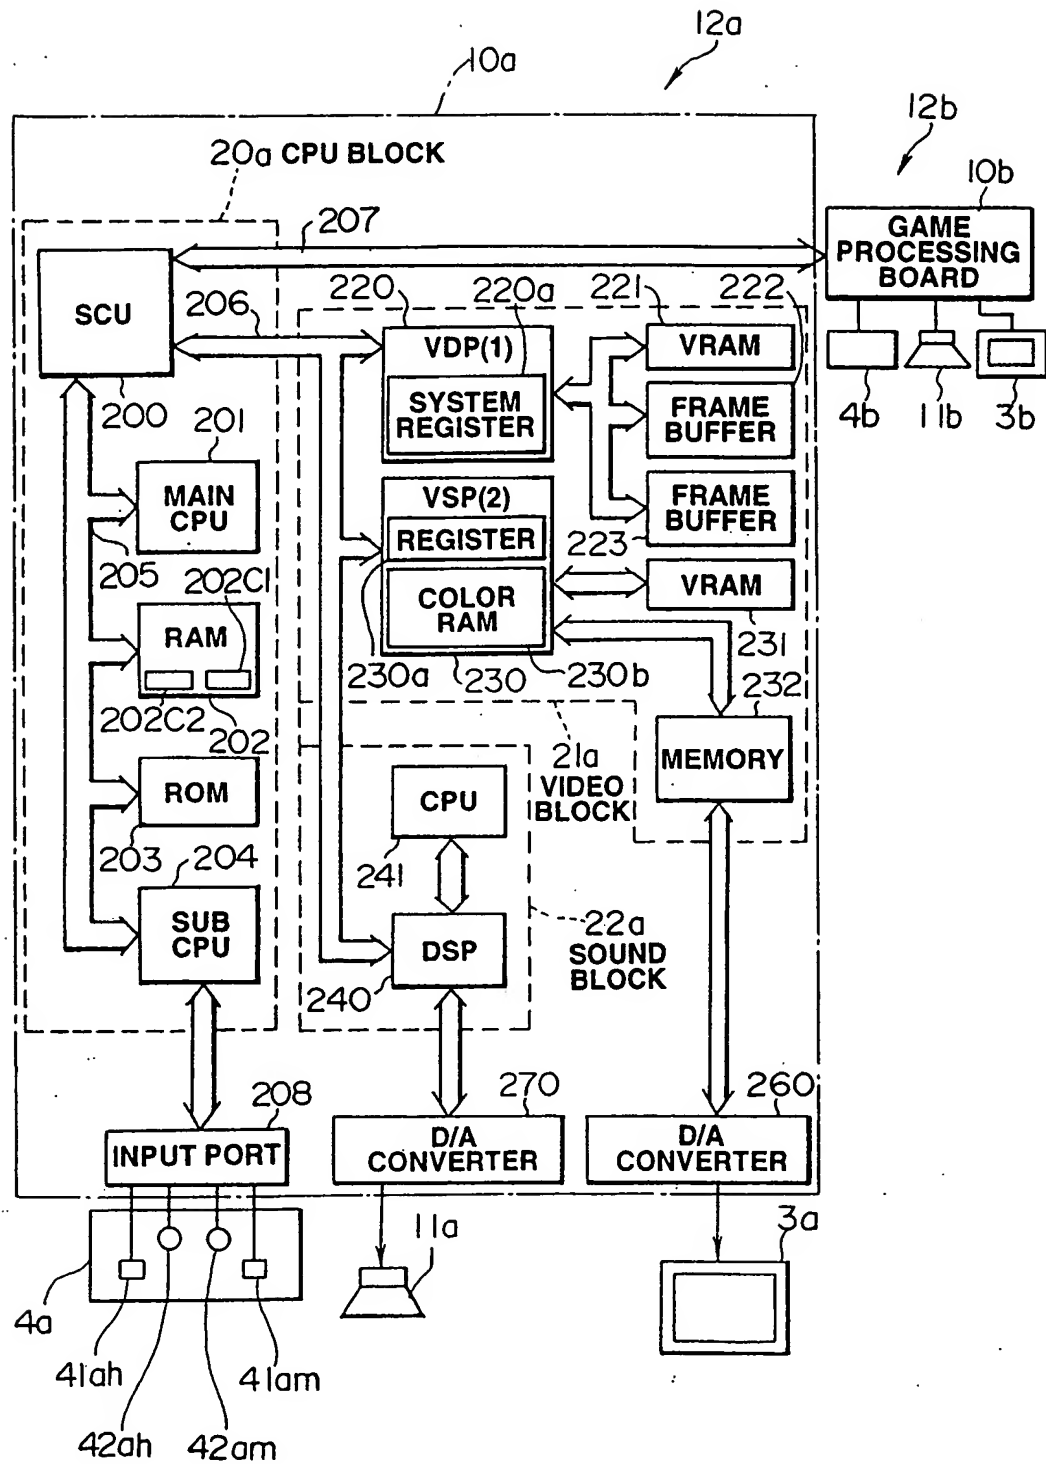 12a
10a
12b
20a CPU BLOCK
10b
207
GAME
PROCESSING
BOARD
SCU
206
220
220a
221
222
VDP(1)
VRAM
200
SYSTEM
REGISTER
FRAME
BUFFER
4b
11b
3b
201
MAIN
CPU
VSP(2)
REGISTER
FRAME
BUFFER
223
205
202C1
COLOR
RAM
VRAM
231
RAM
230a
230
230b
232
202C2
202
21a
VIDEO
BLOCK
MEMORY
ROM
CPU
203
204
241
SUB
CPU
22a
SOUND
BLOCK
DSP
240
208
270
260
INPUT PORT
D/A
CONVERTER
D/A
CONVERTER
11a
3a
4a
41ah
41am
42ah
42am